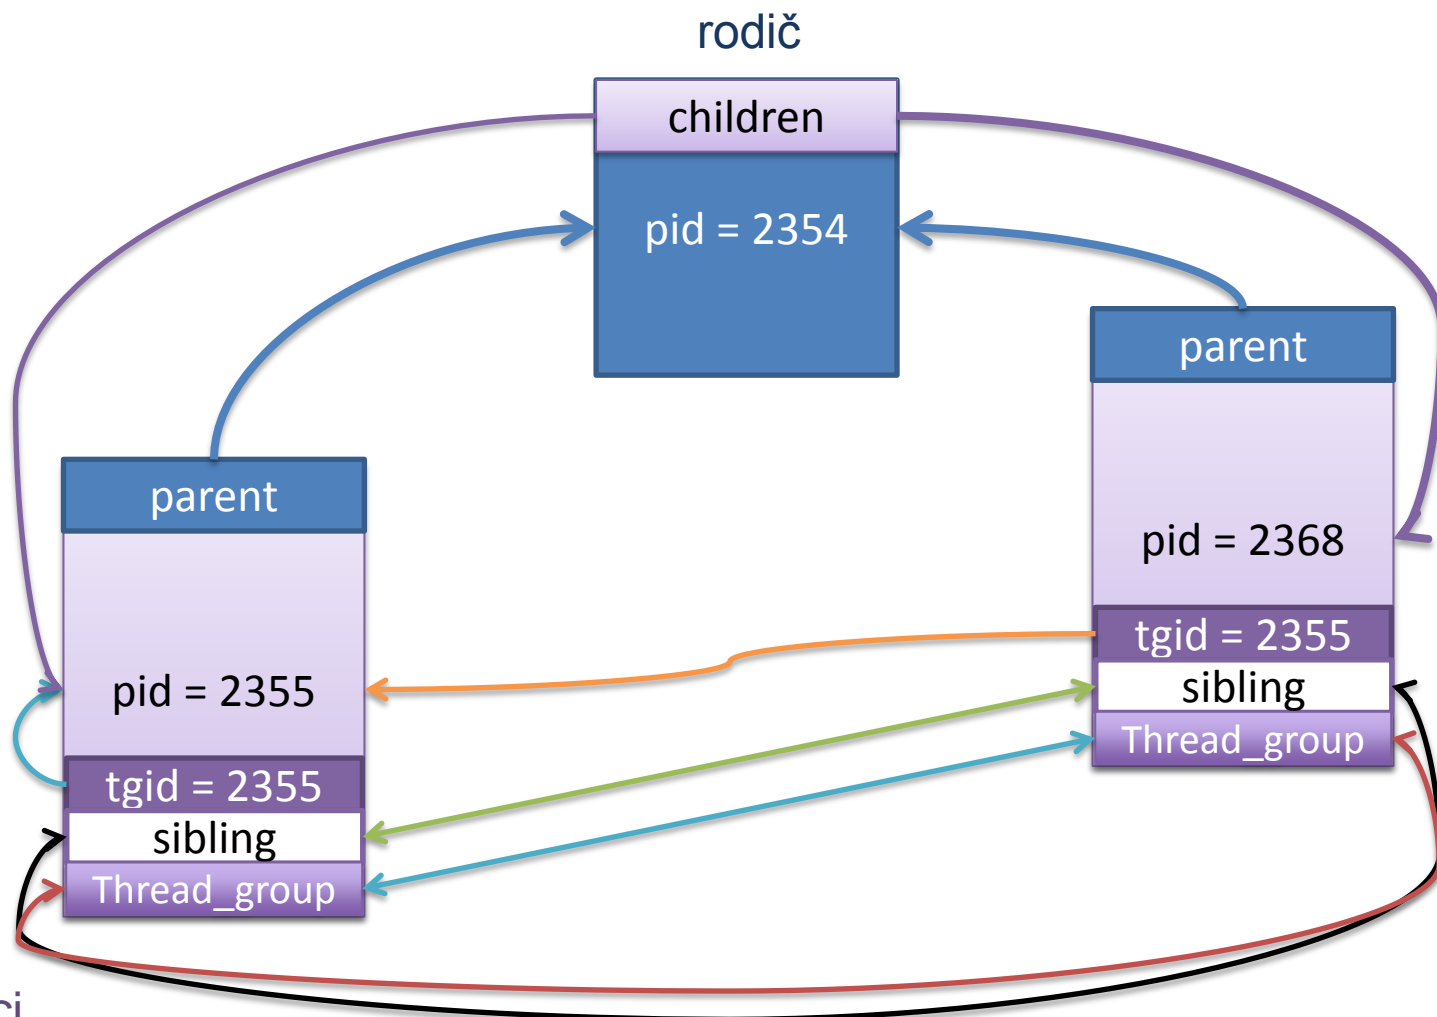 rodič
children
pid = 2354
parent
pid = 2368
tgid = 2355
sibling
Thread_group
parent
pid = 2355
tgid = 2355
sibling
Thread_group